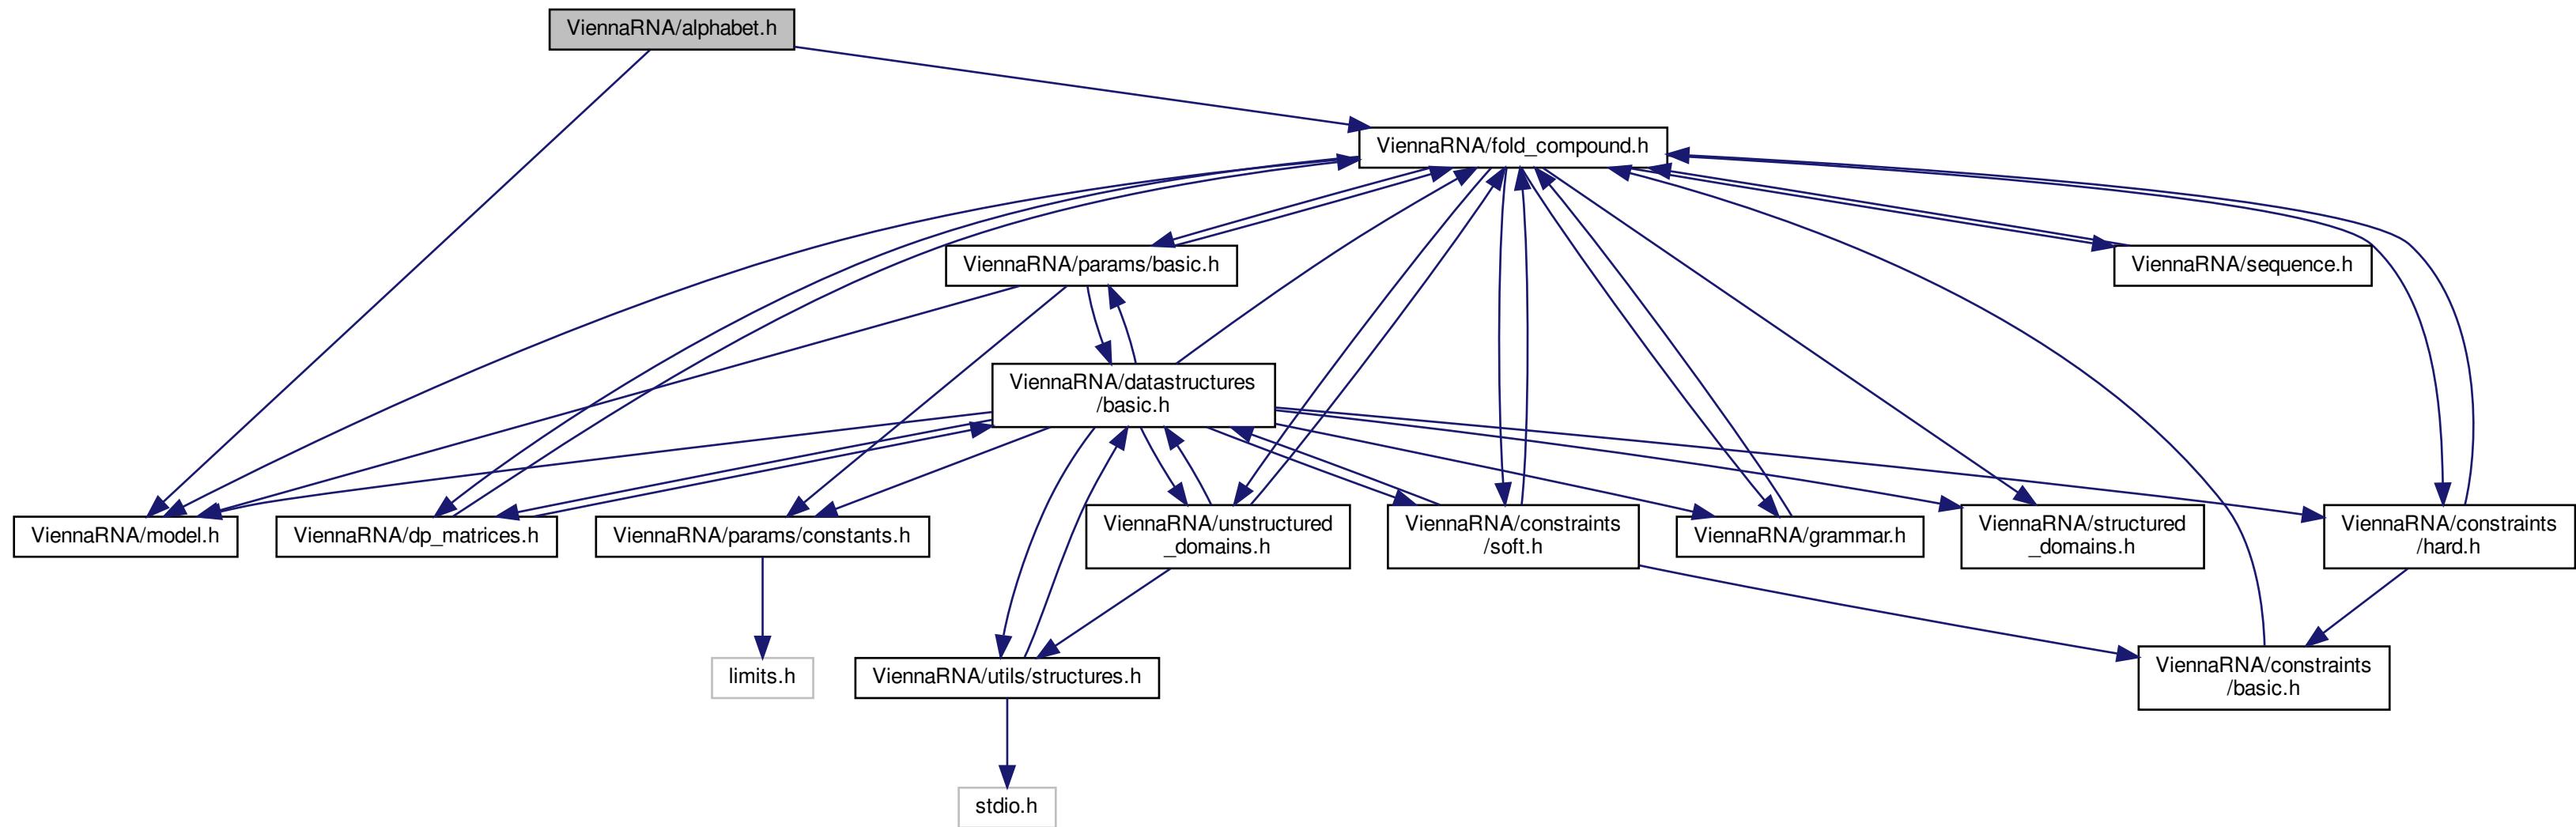 ViennaRNA/alphabet.h
ViennaRNA/fold_compound.h
ViennaRNA/params/basic.h
ViennaRNA/sequence.h
ViennaRNA/datastructures
/basic.h
ViennaRNA/model.h
ViennaRNA/dp_matrices.h
ViennaRNA/params/constants.h
ViennaRNA/unstructured
_domains.h
ViennaRNA/constraints
/soft.h
ViennaRNA/grammar.h
ViennaRNA/structured
_domains.h
ViennaRNA/constraints
/hard.h
limits.h
ViennaRNA/utils/structures.h
ViennaRNA/constraints
/basic.h
stdio.h